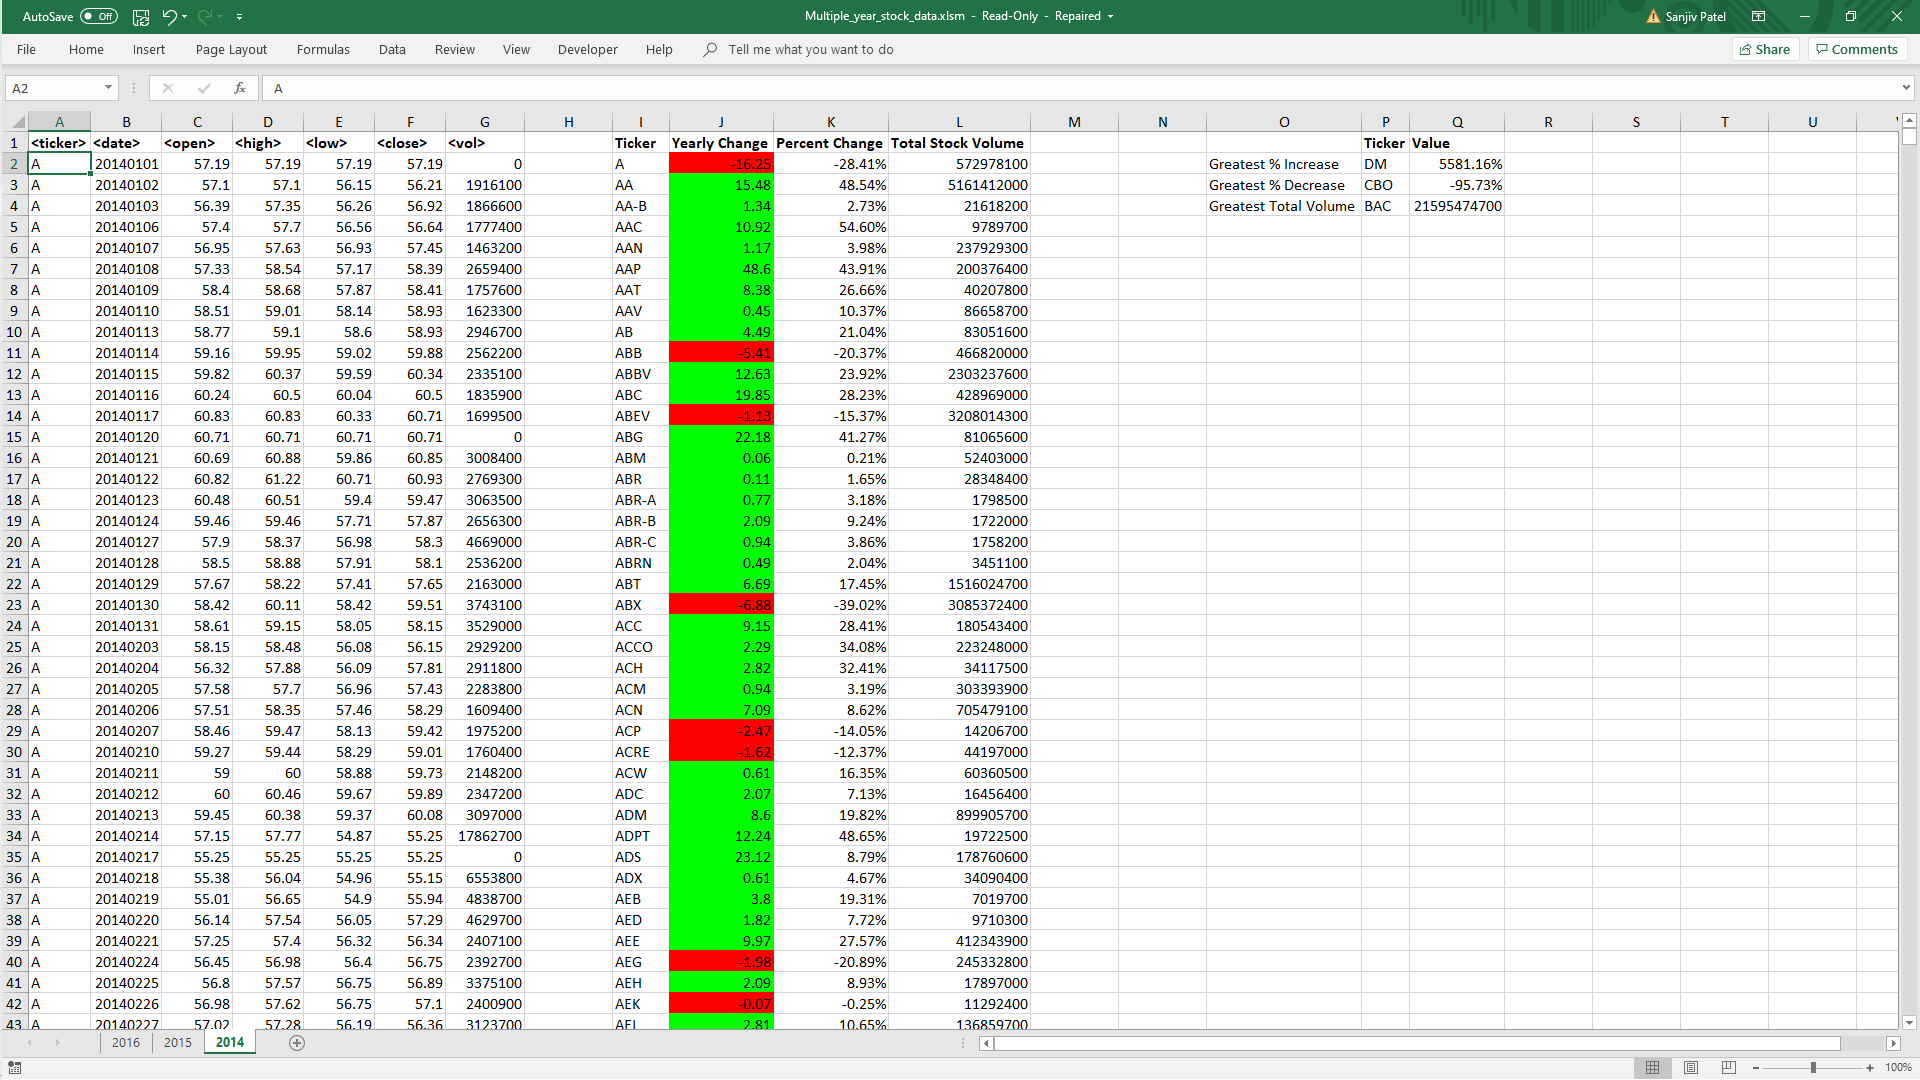 AutoSave Off Multiple_year_stock_data.xlsm - Read-Only - Repaired Sanjiv Patel
File Home Insert Page Layout Formulas Data Review View Developer Help Tell me what you want to do Share Comments
A2 fx A
A B C D E F G H I J K L M N O P Q R S T U
1 <ticker> <date> <open> <high> <low> <close> <vol> Ticker Yearly Change Percent Change Total Stock Volume Ticker Value
2 A 20140101 57.19 57.19 57.19 57.19 0 A -16.25 -28.41% 572978100 Greatest % Increase DM 5581.16%
3 A 20140102 57.1 57.1 56.15 56.21 1916100 AA 15.48 48.54% 5161412000 Greatest % Decrease CBO -95.73%
4 A 20140103 56.39 57.35 56.26 56.92 1866600 AA-B 1.34 2.73% 21618200 Greatest Total Volume BAC 21595474700
5 A 20140106 57.4 57.7 56.56 56.64 1777400 AAC 10.92 54.60% 9789700
6 A 20140107 56.95 57.63 56.93 57.45 1463200 AAN 1.17 3.98% 237929300
7 A 20140108 57.33 58.54 57.17 58.39 2659400 AAP 48.6 43.91% 200376400
8 A 20140109 58.4 58.68 57.87 58.41 1757600 AAT 8.38 26.66% 40207800
9 A 20140110 58.51 59.01 58.14 58.93 1623300 AAV 0.45 10.37% 86658700
10 A 20140113 58.77 59.1 58.6 58.93 2946700 AB 4.49 21.04% 83051600
11 A 20140114 59.16 59.95 59.02 59.88 2562200 ABB -5.41 -20.37% 466820000
12 A 20140115 59.82 60.37 59.59 60.34 2335100 ABBV 12.63 23.92% 2303237600
13 A 20140116 60.24 60.5 60.04 60.5 1835900 ABC 19.85 28.23% 428969000
14 A 20140117 60.83 60.83 60.33 60.71 1699500 ABEV -1.13 -15.37% 3208014300
15 A 20140120 60.71 60.71 60.71 60.71 0 ABG 22.18 41.27% 81065600
16 A 20140121 60.69 60.88 59.86 60.85 3008400 ABM 0.06 0.21% 52403000
17 A 20140122 60.82 61.22 60.71 60.93 2769300 ABR 0.11 1.65% 28348400
18 A 20140123 60.48 60.51 59.4 59.47 3063500 ABR-A 0.77 3.18% 1798500
19 A 20140124 59.46 59.46 57.71 57.87 2656300 ABR-B 2.09 9.24% 1722000
20 A 20140127 57.9 58.37 56.98 58.3 4669000 ABR-C 0.94 3.86% 1758200
21 A 20140128 58.5 58.88 57.91 58.1 2536200 ABRN 0.49 2.04% 3451100
22 A 20140129 57.67 58.22 57.41 57.65 2163000 ABT 6.69 17.45% 1516024700
23 A 20140130 58.42 60.11 58.42 59.51 3743100 ABX -6.88 -39.02% 3085372400
24 A 20140131 58.61 59.15 58.05 58.15 3529000 ACC 9.15 28.41% 180543400
25 A 20140203 58.15 58.48 56.08 56.15 2929200 ACCO 2.29 34.08% 223248000
26 A 20140204 56.32 57.88 56.09 57.81 2911800 ACH 2.82 32.41% 34117500
27 A 20140205 57.58 57.7 56.96 57.43 2283800 ACM 0.94 3.19% 303393900
28 A 20140206 57.51 58.35 57.46 58.29 1609400 ACN 7.09 8.62% 705479100
29 A 20140207 58.46 59.47 58.13 59.42 1975200 ACP -2.47 -14.05% 14206700
30 A 20140210 59.27 59.44 58.29 59.01 1760400 ACRE -1.62 -12.37% 44197000
31 A 20140211 59 60 58.88 59.73 2148200 ACW 0.61 16.35% 60360500
32 A 20140212 60 60.46 59.67 59.89 2347200 ADC 2.07 7.13% 16456400
33 A 20140213 59.45 60.38 59.37 60.08 3097000 ADM 8.6 19.82% 899905700
34 A 20140214 57.15 57.77 54.87 55.25 17862700 ADPT 12.24 48.65% 19722500
35 A 20140217 55.25 55.25 55.25 55.25 0 ADS 23.12 8.79% 178760600
36 A 20140218 55.38 56.04 54.96 55.15 6553800 ADX 0.61 4.67% 34090400
37 A 20140219 55.01 56.65 54.9 55.94 4838700 AEB 3.8 19.31% 7019700
38 A 20140220 56.14 57.54 56.05 57.29 4629700 AED 1.82 7.72% 9710300
39 A 20140221 57.25 57.4 56.32 56.34 2407100 AEE 9.97 27.57% 412343900
40 A 20140224 56.45 56.98 56.4 56.75 2392700 AEG -1.98 -20.89% 245332800
41 A 20140225 56.8 57.57 56.75 56.89 3375100 AEH 2.09 8.93% 17897000
42 A 20140226 56.98 57.62 56.75 57.1 2400900 AEK -0.07 -0.25% 11292400
43 A 20140227 57.02 57.28 56.19 56.36 3123700 2.81 10.65% 136859700
2016 2015 2014
100%